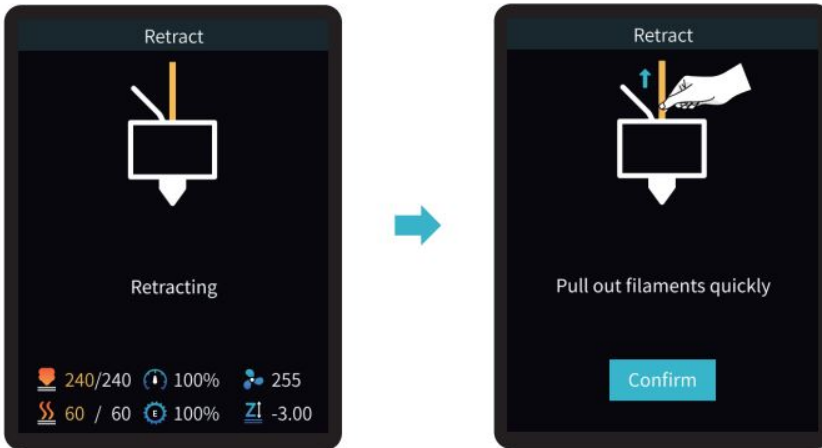 Retract
Retracting
240/240 100% 255
60 / 60 E 100% Z -3.00
Retract
Pull out filaments quickly
Confirm